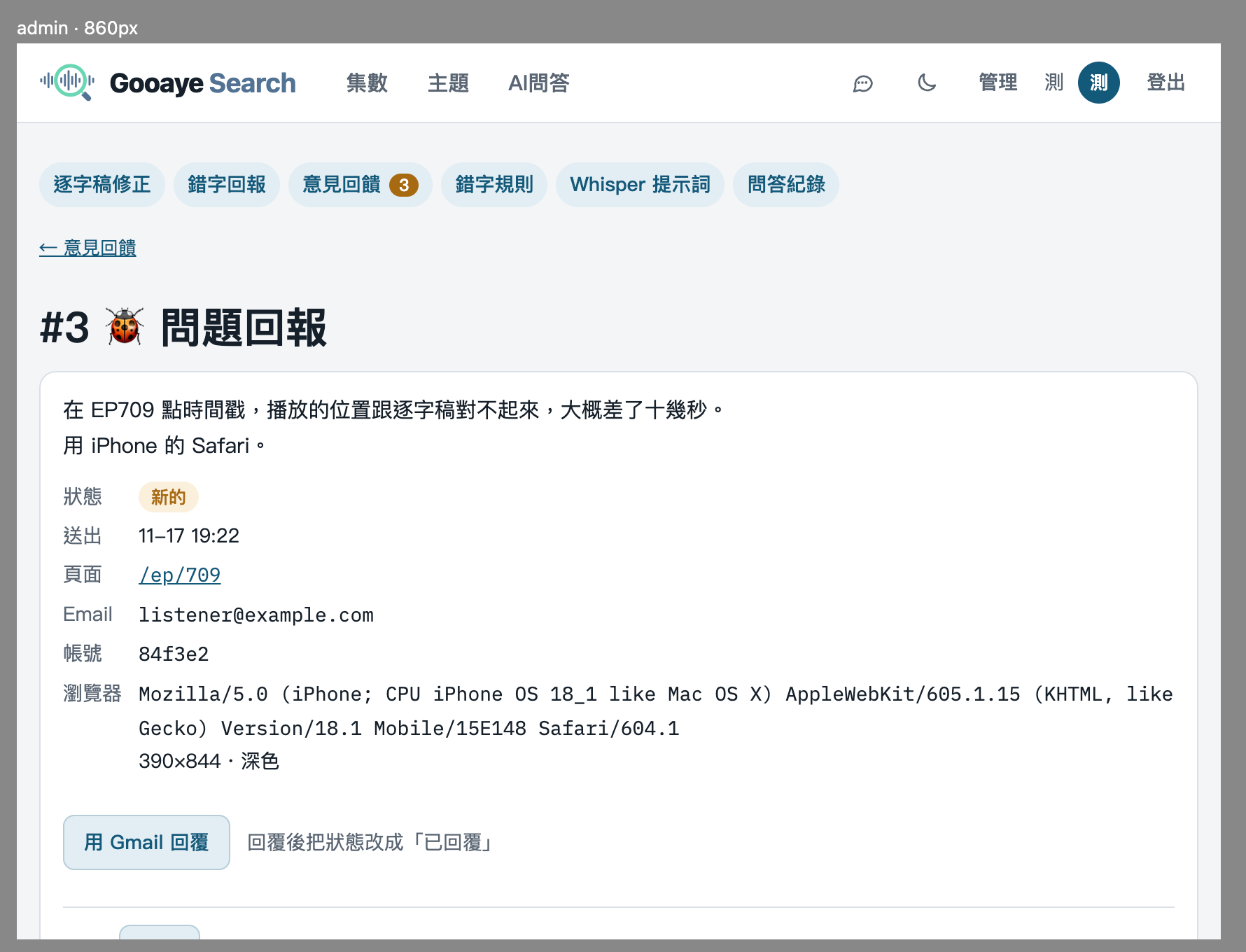 admin · 860px
Gooaye Search 集數 主題 AI問答 管理 測 測 登出
逐字稿修正 錯字回報 意見回饋 3 錯字規則 Whisper 提示詞 問答紀錄
← 意見回饋
#3 🐞 問題回報
在 EP709 點時間戳，播放的位置跟逐字稿對不起來，大概差了十幾秒。
用 iPhone 的 Safari。
狀態 新的
送出 11–17 19:22
頁面 /ep/709
Email listener@example.com
帳號 84f3e2
瀏覽器 Mozilla/5.0 (iPhone; CPU iPhone OS 18_1 like Mac OS X) AppleWebKit/605.1.15 (KHTML, like
Gecko) Version/18.1 Mobile/15E148 Safari/604.1
390×844 · 深色
用 Gmail 回覆 回覆後把狀態改成「已回覆」